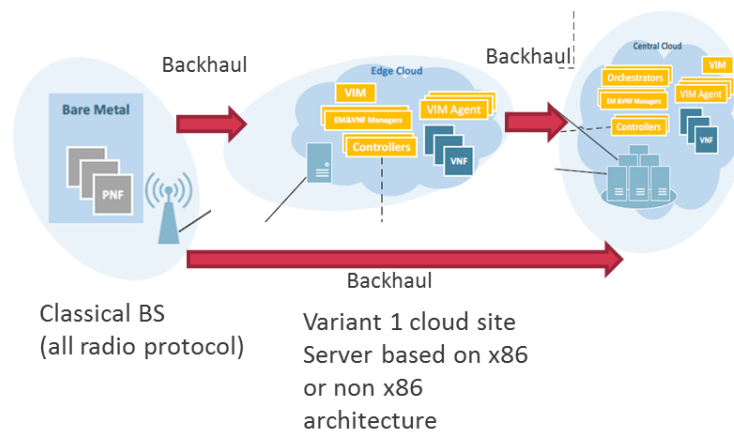 Backhaul
Backhaul
Central Cloud
VIM
Orchestrators
EM &VNF Managers
VIM Agent
Controllers
VNF
Edge Cloud
VIM
EM&VNF Managers
VIM Agent
Controllers
VNF
Bare Metal
PNF
Backhaul
Classical BS
(all radio protocol)
Variant 1 cloud site
Server based on x86
or non x86
architecture